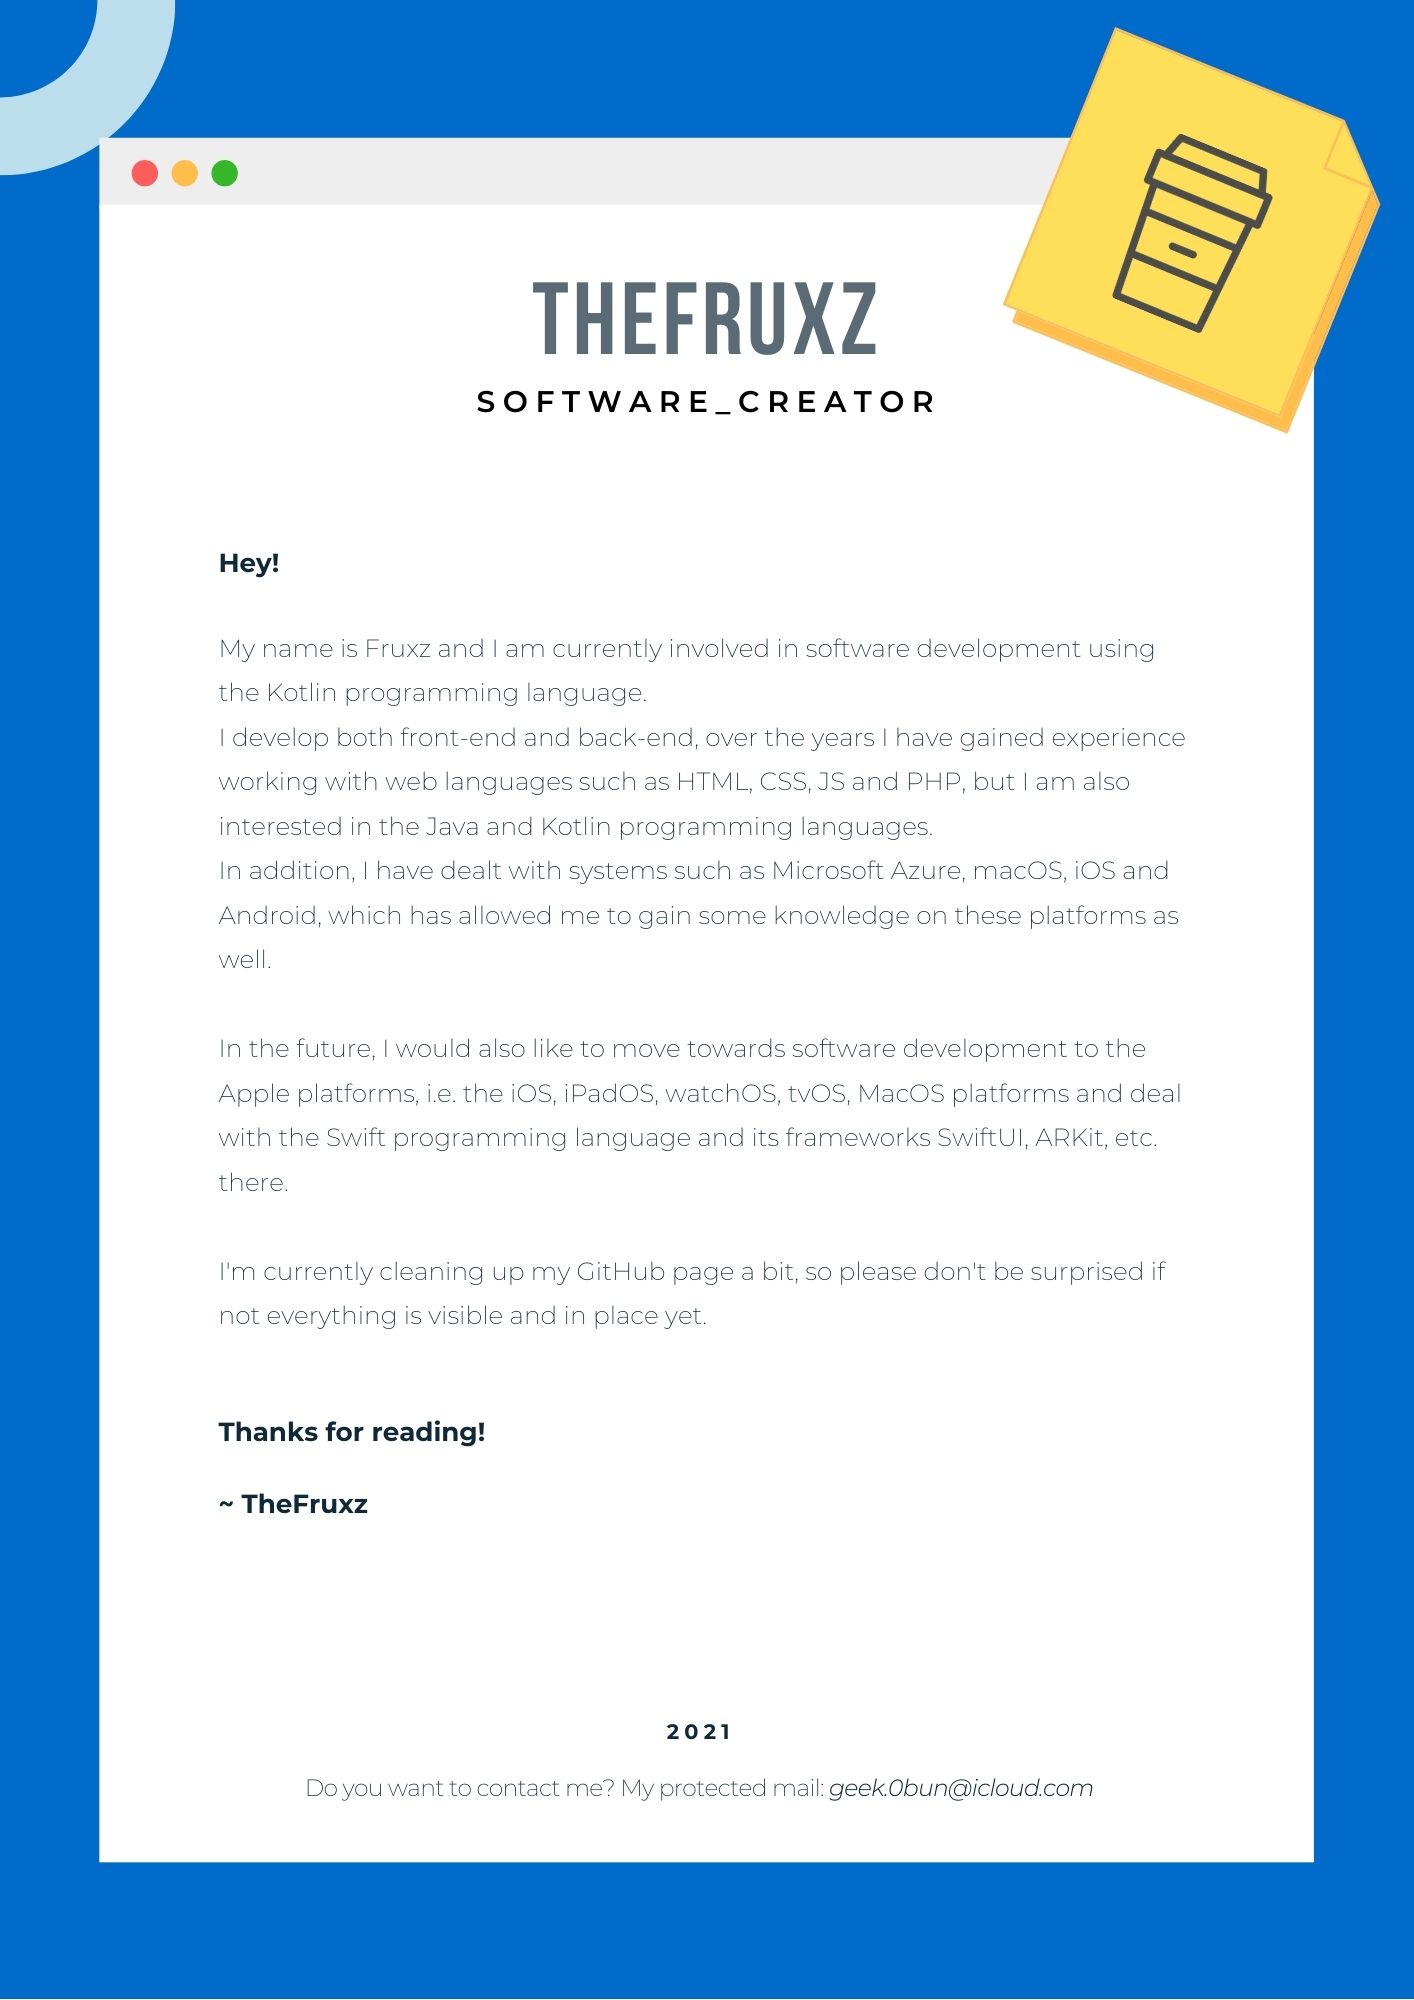 THEFRUXZ
SOFTWARE_CREATOR
Hey!
My name is Fruxz and I am currently involved in software development using
the Kotlin programming language.
I develop both front-end and back-end, over the years I have gained experience
working with web languages such as HTML, CSS, JS and PHP, but I am also
interested in the Java and Kotlin programming languages.
In addition, I have dealt with systems such as Microsoft Azure, macOS, iOS and
Android, which has allowed me to gain some knowledge on these platforms as
well.
In the future, I would also like to move towards software development to the
Apple platforms, i.e. the iOS, iPadOS, watchOS, tvOS, MacOS platforms and deal
with the Swift programming language and its frameworks SwiftUI, ARKit, etc.
there.
I'm currently cleaning up my GitHub page a bit, so please don't be surprised if
not everything is visible and in place yet.
Thanks for reading!
~ TheFruxz
2021
Do you want to contact me? My protected mail: geek.0bun@icloud.com